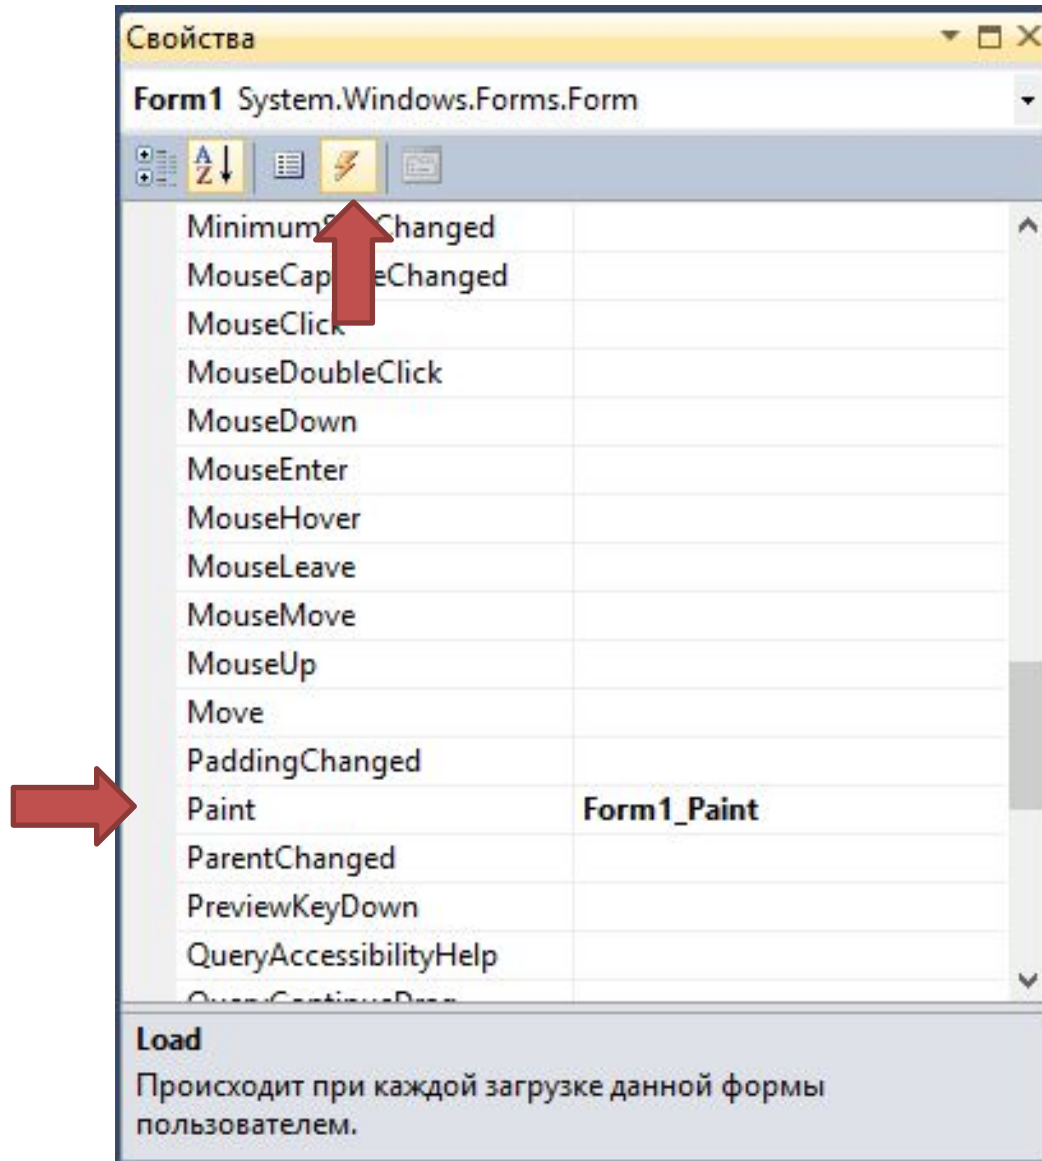 Свойства
Form1 System.Windows.Forms.Form
MouseClick
MouseDoubleClick
MouseDown
MouseEnter
MouseHover
MouseLeave
MouseMove
MouseUp
Move
PaddingChanged
Paint Form1_Paint
ParentChanged
PreviewKeyDown
QueryAccessibilityHelp
Load
Происходит при каждой загрузке данной формы
пользователем.